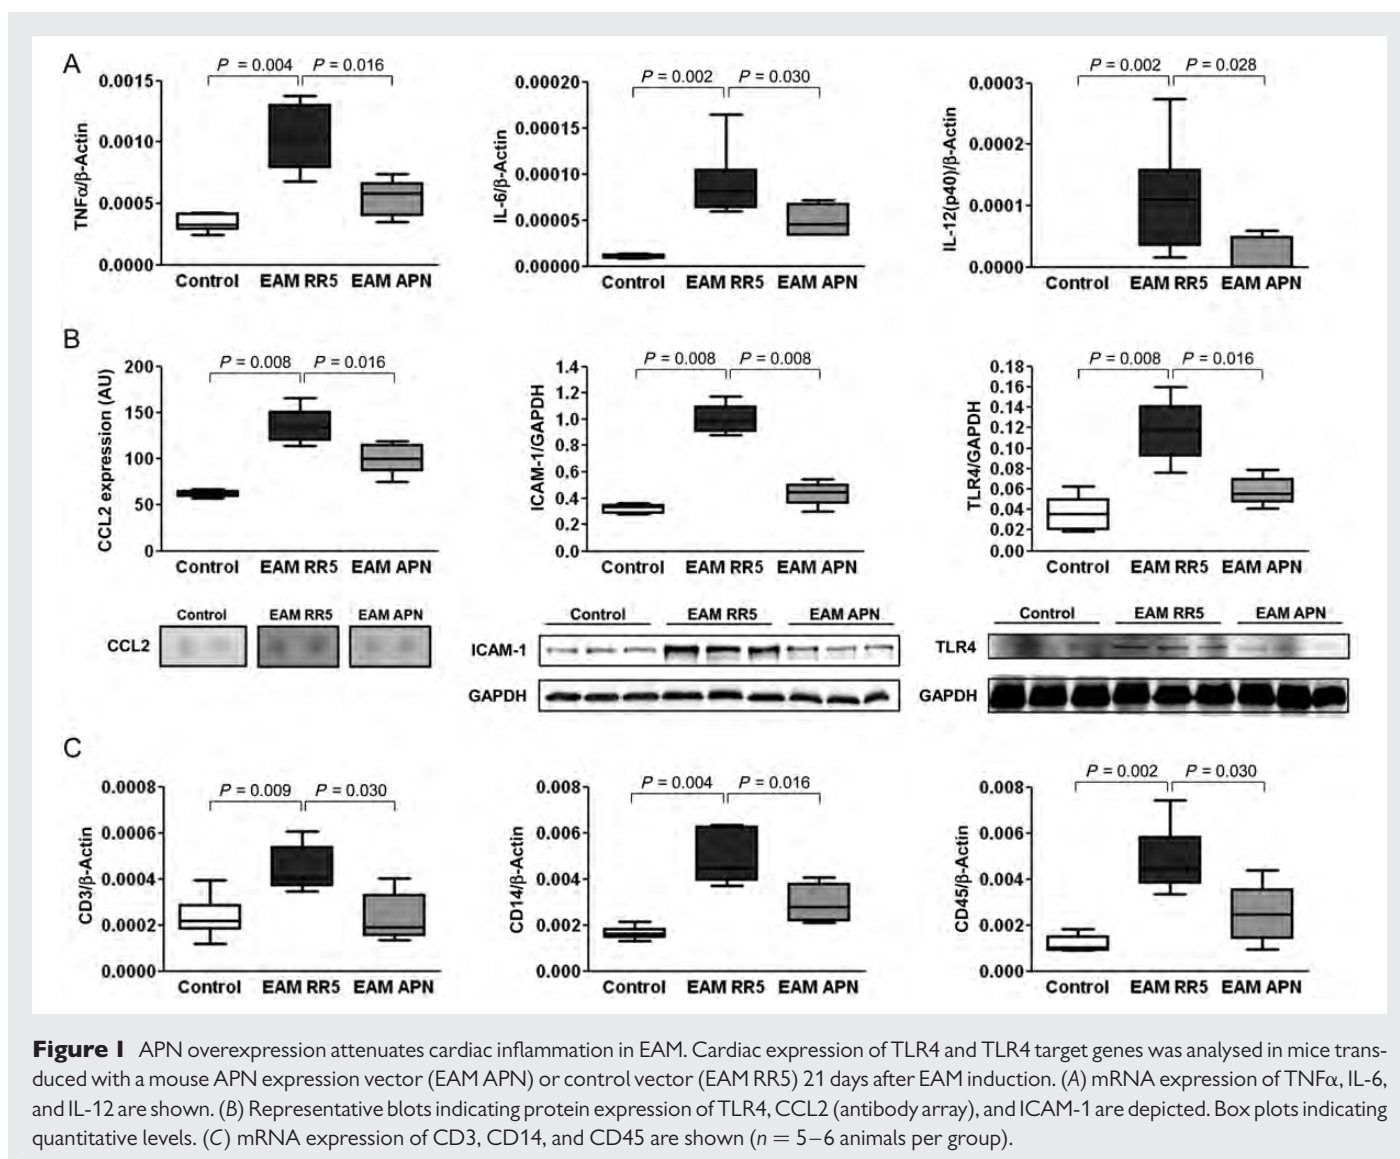 A
P = 0.004 P = 0.016
0.0015
0.0010
0.0005
0.0000
TNFα/β-Actin
Control EAM RR5 EAM APN
P = 0.002 P = 0.030
0.00020
0.00015
0.00010
0.00005
0.00000
IL-6/β-Actin
Control EAM RR5 EAM APN
P = 0.002 P = 0.028
0.0003
0.0002
0.0001
0.0000
IL-12(p40)/β-Actin
Control EAM RR5 EAM APN
B
P = 0.008 P = 0.016
200
150
100
50
0
CCL2 expression (AU)
Control EAM RR5 EAM APN
P = 0.008 P = 0.008
1.4
1.2
1.0
0.8
0.6
0.4
0.2
0.0
ICAM-1/GAPDH
Control EAM RR5 EAM APN
P = 0.008 P = 0.016
0.18
0.16
0.14
0.12
0.10
0.08
0.06
0.04
0.02
0.00
TLR4/GAPDH
Control EAM RR5 EAM APN
Control EAM RR5 EAM APN
CCL2
Control EAM RR5 EAM APN
ICAM-1
GAPDH
Control EAM RR5 EAM APN
TLR4
GAPDH
C
P = 0.009 P = 0.030
0.0008
0.0006
0.0004
0.0002
0.0000
CD3/β-Actin
Control EAM RR5 EAM APN
P = 0.004 P = 0.016
0.008
0.006
0.004
0.002
0.000
CD14/β-Actin
Control EAM RR5 EAM APN
P = 0.002 P = 0.030
0.008
0.006
0.004
0.002
0.000
CD45/β-Actin
Control EAM RR5 EAM APN
Figure 1 APN overexpression attenuates cardiac inflammation in EAM. Cardiac expression of TLR4 and TLR4 target genes was analysed in mice trans-
duced with a mouse APN expression vector (EAM APN) or control vector (EAM RR5) 21 days after EAM induction. (A) mRNA expression of TNFα, IL-6,
and IL-12 are shown. (B) Representative blots indicating protein expression of TLR4, CCL2 (antibody array), and ICAM-1 are depicted. Box plots indicating
quantitative levels. (C) mRNA expression of CD3, CD14, and CD45 are shown (n = 5–6 animals per group).